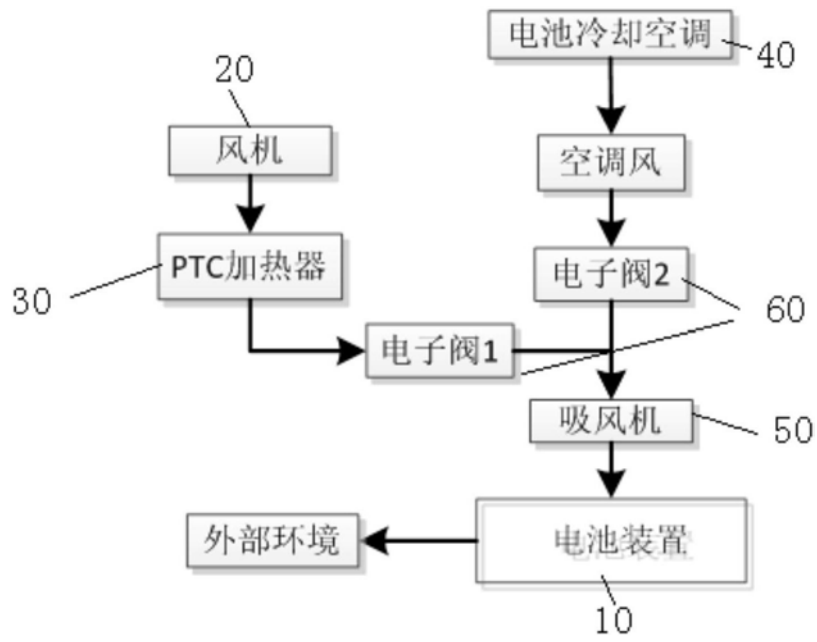 电池冷却空调
40
20
风机
空调风
PTC加热器
30
电子阀2
60
电子阀1
吸风机
50
外部环境
电池装置
10